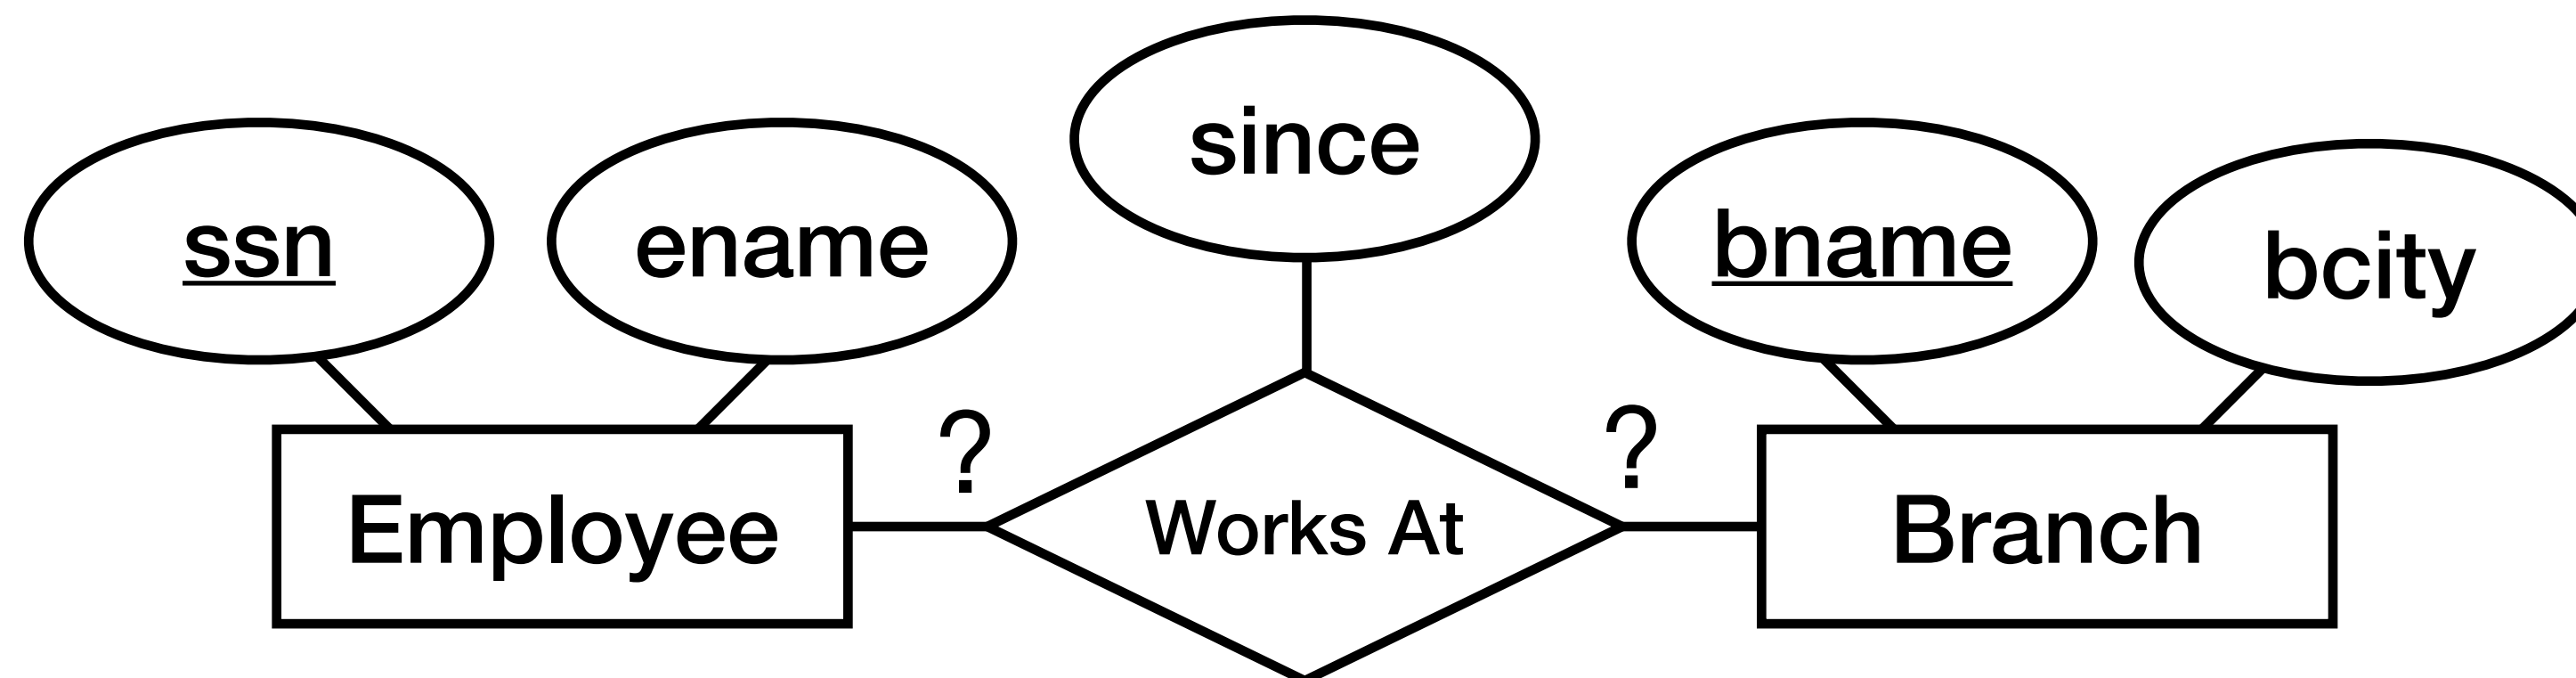 since
ssn
ename
bname
bcity
?
?
Employee
Works At
Branch